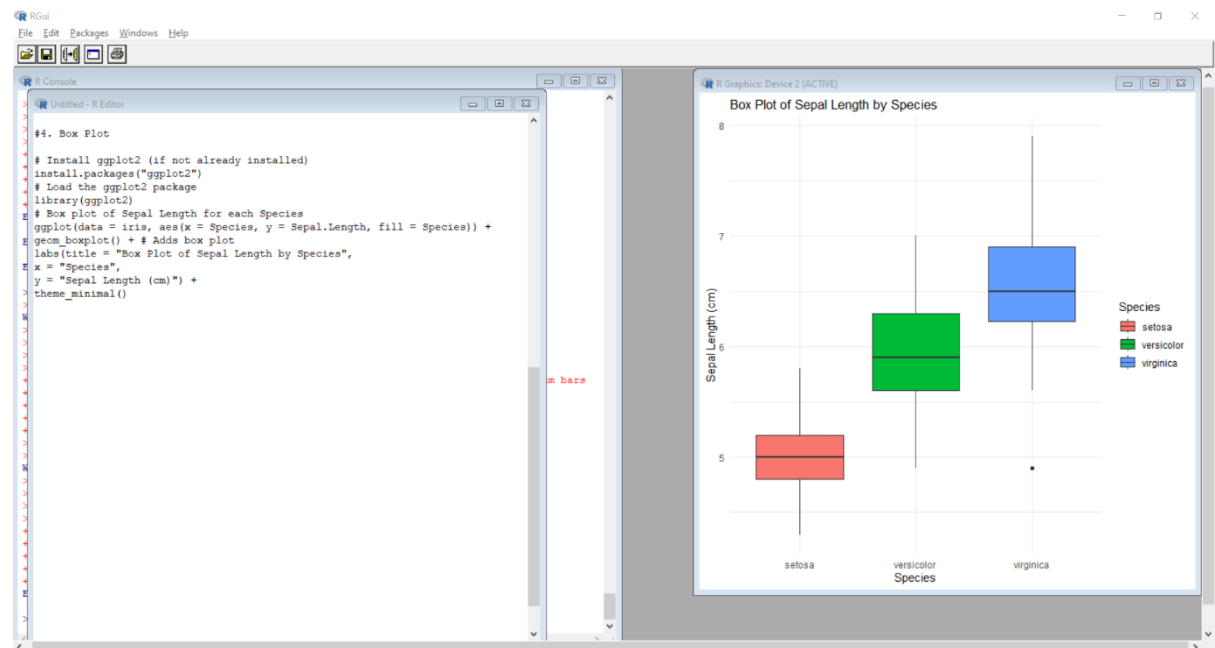 RGui
File Edit Packages Windows Help
R Console
Untitled - R Editor
#4. Box Plot
# Install ggplot2 (if not already installed)
install.packages("ggplot2")
# Load the ggplot2 package
library(ggplot2)
# Box plot of Sepal Length for each Species
ggplot(data = iris, aes(x = Species, y = Sepal.Length, fill = Species)) +
geom_boxplot() + # Adds box plot
labs(title = "Box Plot of Sepal Length by Species",
x = "Species",
y = "Sepal Length (cm)") +
theme_minimal()
m bars
R Graphics: Device 2 (ACTIVE)
Box Plot of Sepal Length by Species
8
7
6
5
Sepal Length (cm)
setosa versicolor virginica
Species
Species
setosa
versicolor
virginica